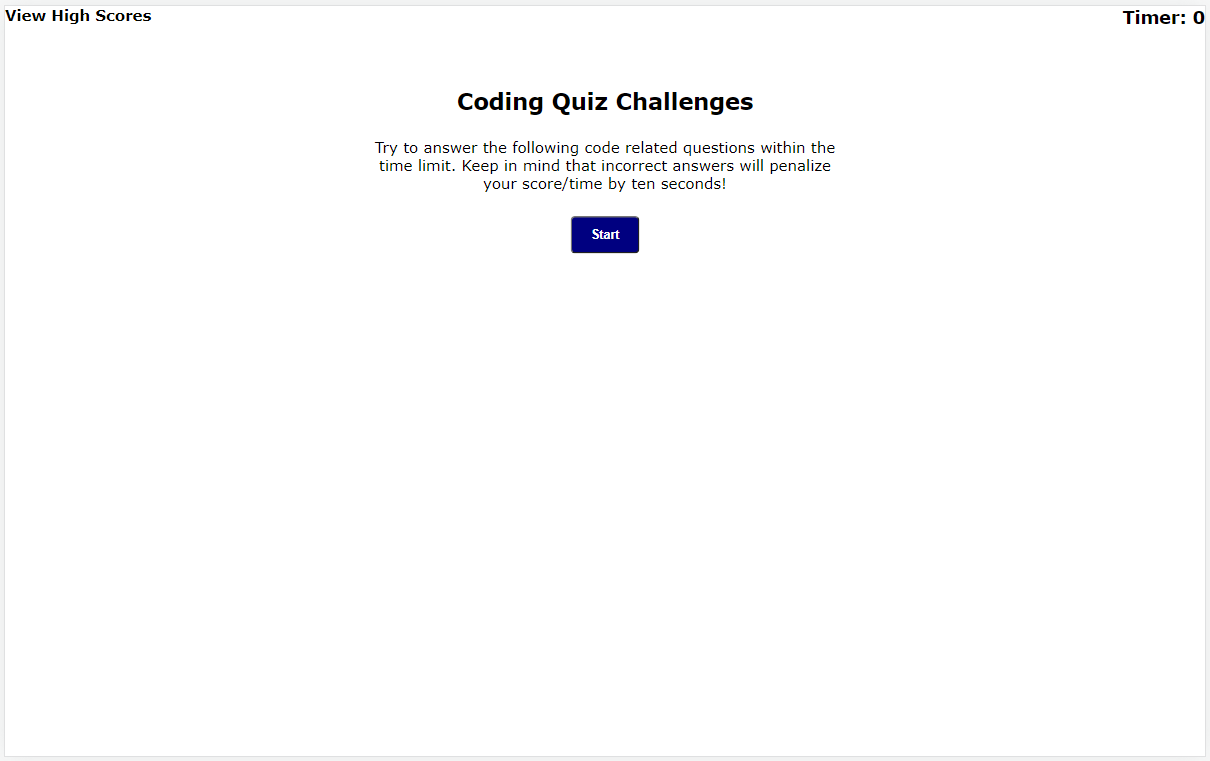 View High Scores
Timer: 0
Coding Quiz Challenges
Try to answer the following code related questions within the
time limit. Keep in mind that incorrect answers will penalize
your score/time by ten seconds!
Start